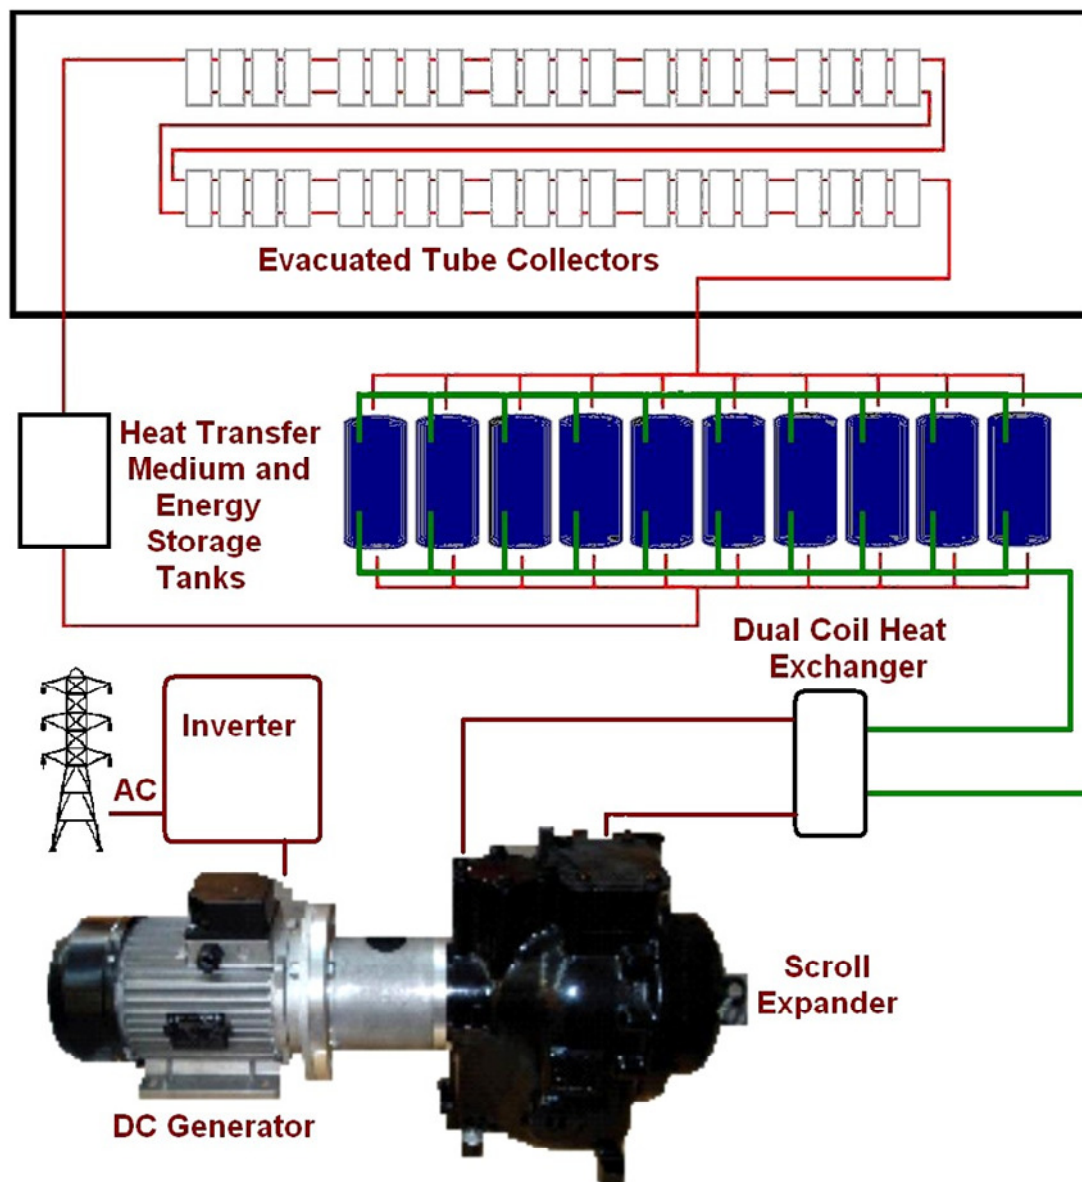 Evacuated Tube Collectors
Heat Transfer
Medium and
Energy
Storage
Tanks
Dual Coil Heat
Exchanger
Inverter
AC
Scroll
Expander
DC Generator